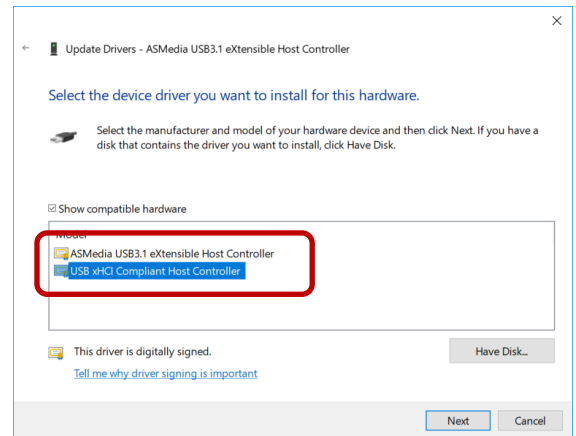 Update Drivers - ASMedia USB3.1 eXtensible Host Controller
Select the device driver you want to install for this hardware.
Select the manufacturer and model of your hardware device and then click Next. If you have a
disk that contains the driver you want to install, click Have Disk.
Show compatible hardware
Model
ASMedia USB3.1 eXtensible Host Controller
USB xHCI Compliant Host Controller
This driver is digitally signed.
Have Disk...
Tell me why driver signing is important
Next
Cancel